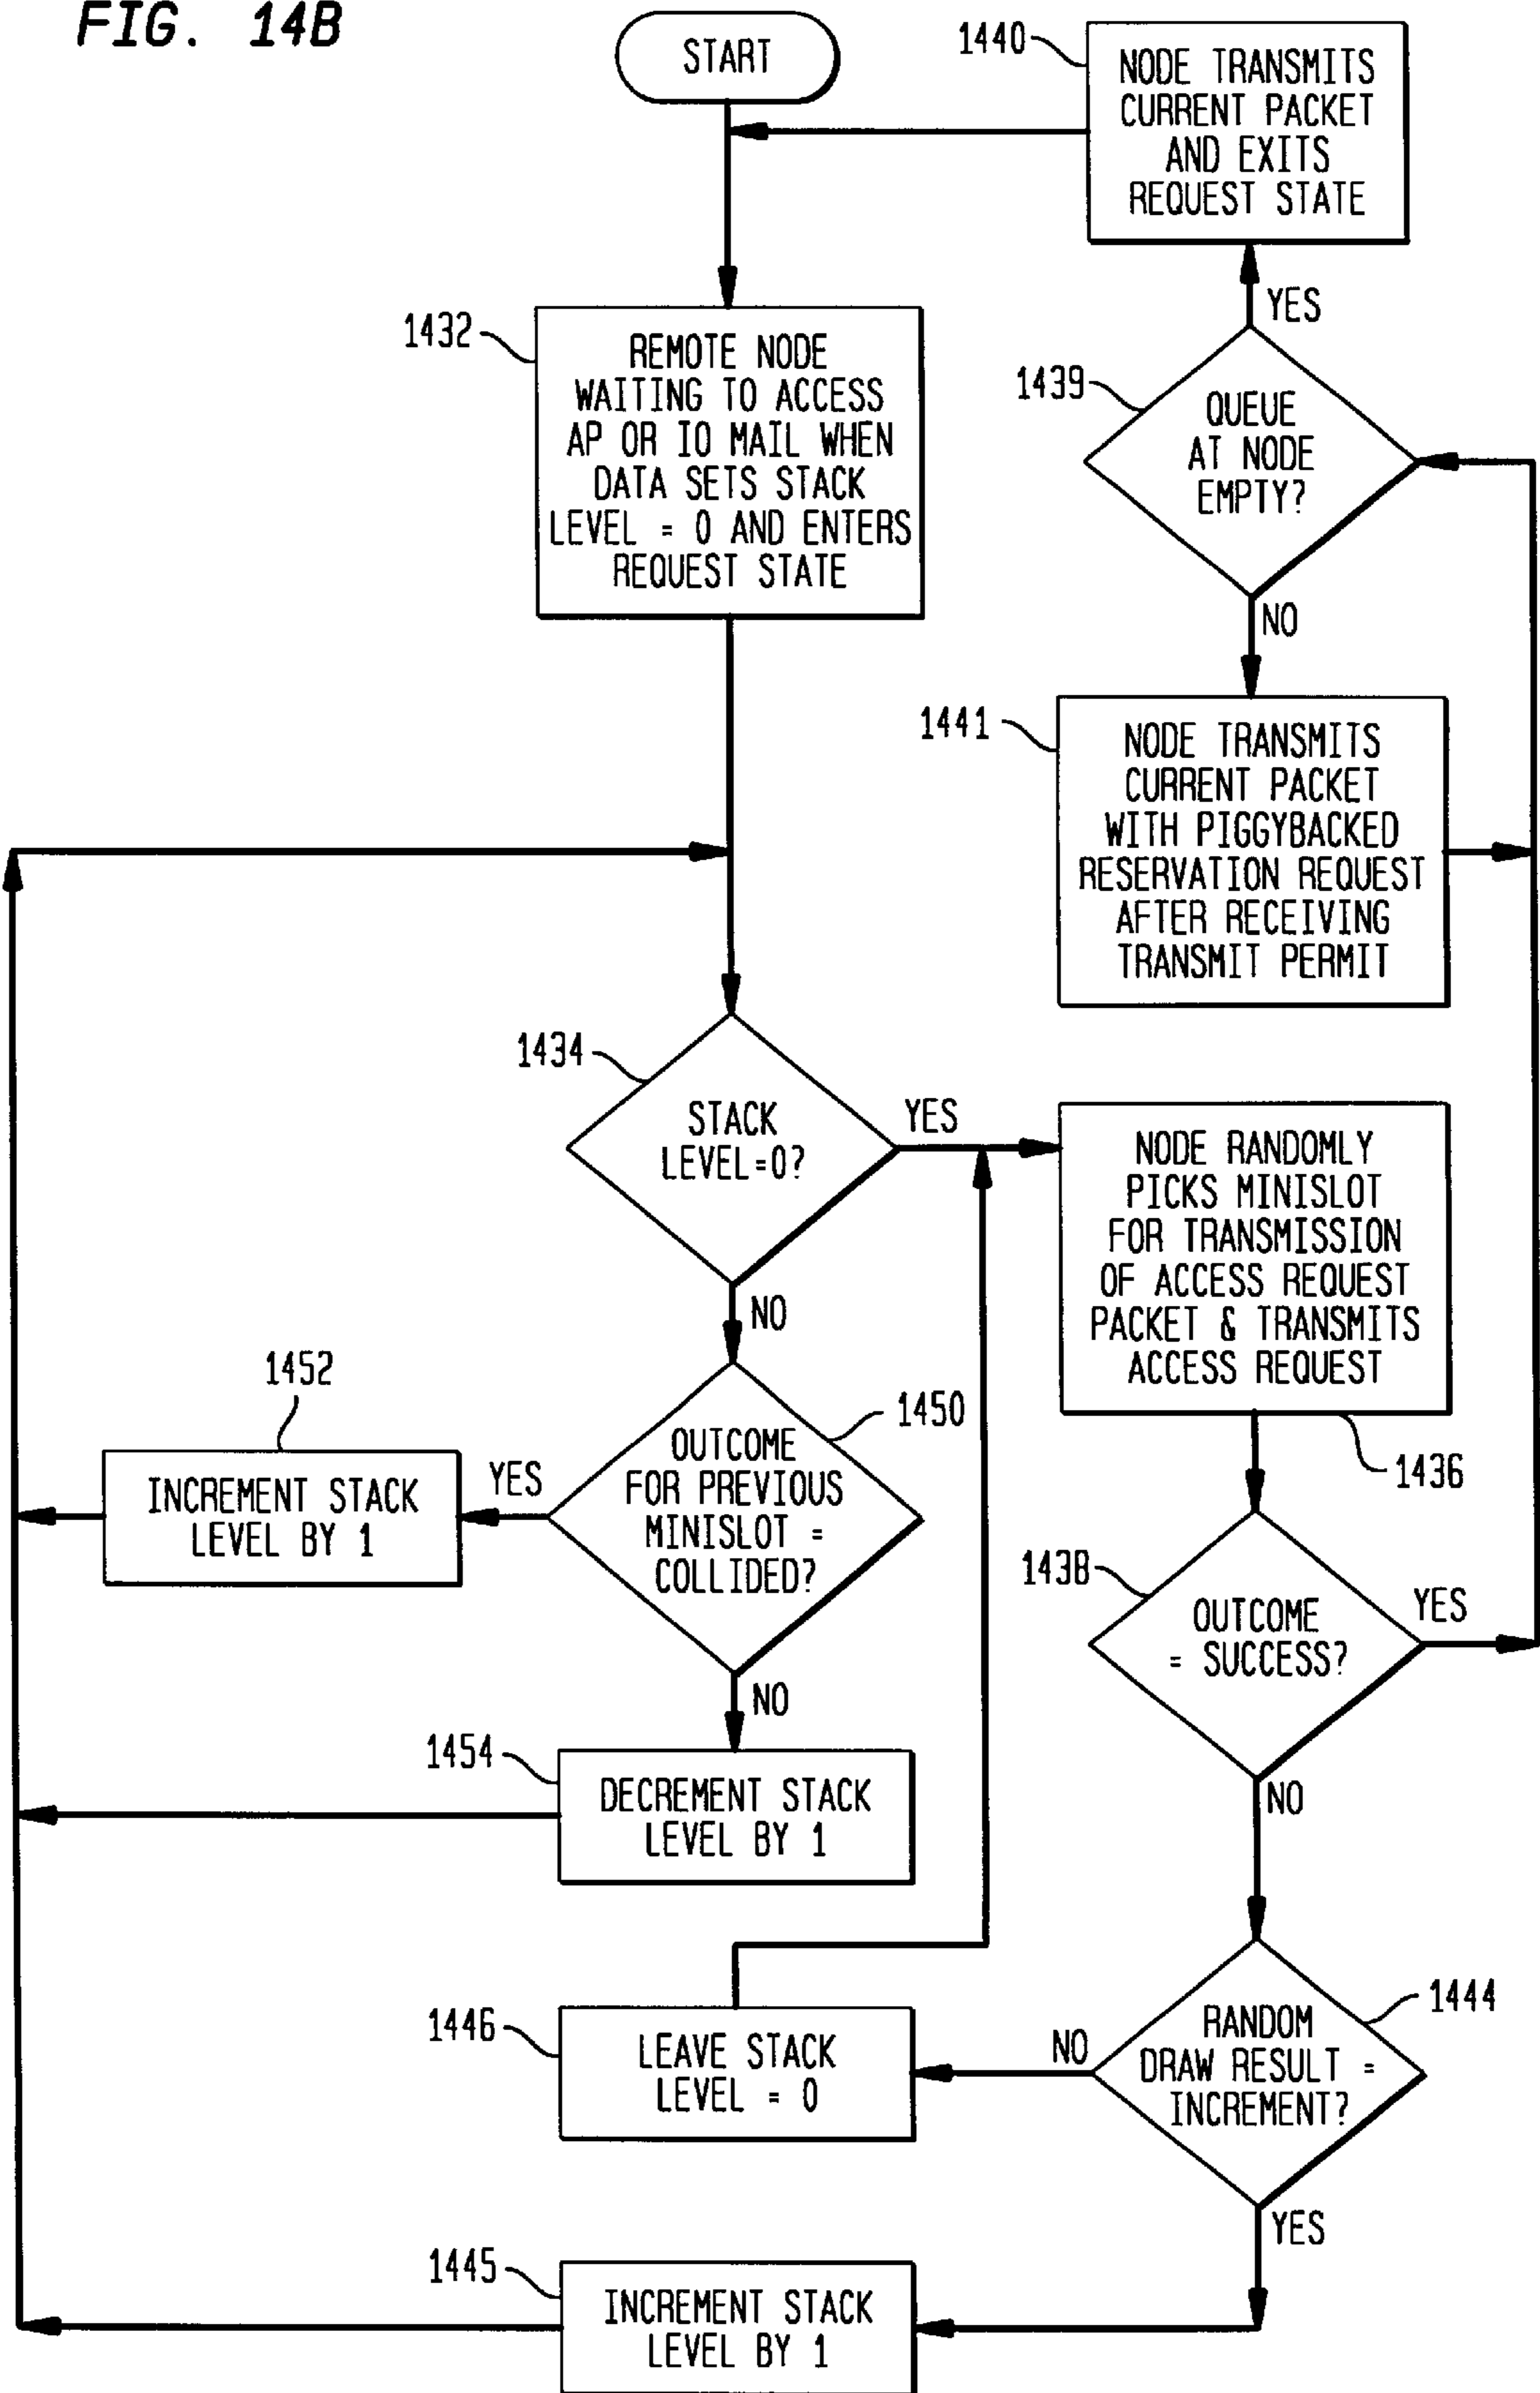 FIG. 14B
START
1440
NODE TRANSMITS
CURRENT PACKET
AND EXITS
REQUEST STATE
YES
1432
REMOTE NODE
WAITING TO ACCESS
AP OR IO MAIL WHEN
DATA SETS STACK
LEVEL = 0 AND ENTERS
REQUEST STATE
1439
QUEUE
AT NODE
EMPTY?
NO
1441
NODE TRANSMITS
CURRENT PACKET
WITH PIGGYBACKED
RESERVATION REQUEST
AFTER RECEIVING
TRANSMIT PERMIT
1434
STACK
LEVEL=0?
YES
NO
NODE RANDOMLY
PICKS MINISLOT
FOR TRANSMISSION
OF ACCESS REQUEST
PACKET & TRANSMITS
ACCESS REQUEST
1436
1452
INCREMENT STACK
LEVEL BY 1
YES
1450
OUTCOME
FOR PREVIOUS
MINISLOT =
COLLIDED?
NO
1438
OUTCOME
= SUCCESS?
YES
NO
1454
DECREMENT STACK
LEVEL BY 1
1446
LEAVE STACK
LEVEL = 0
NO
1444
RANDOM
DRAW RESULT =
INCREMENT?
YES
1445
INCREMENT STACK
LEVEL BY 1